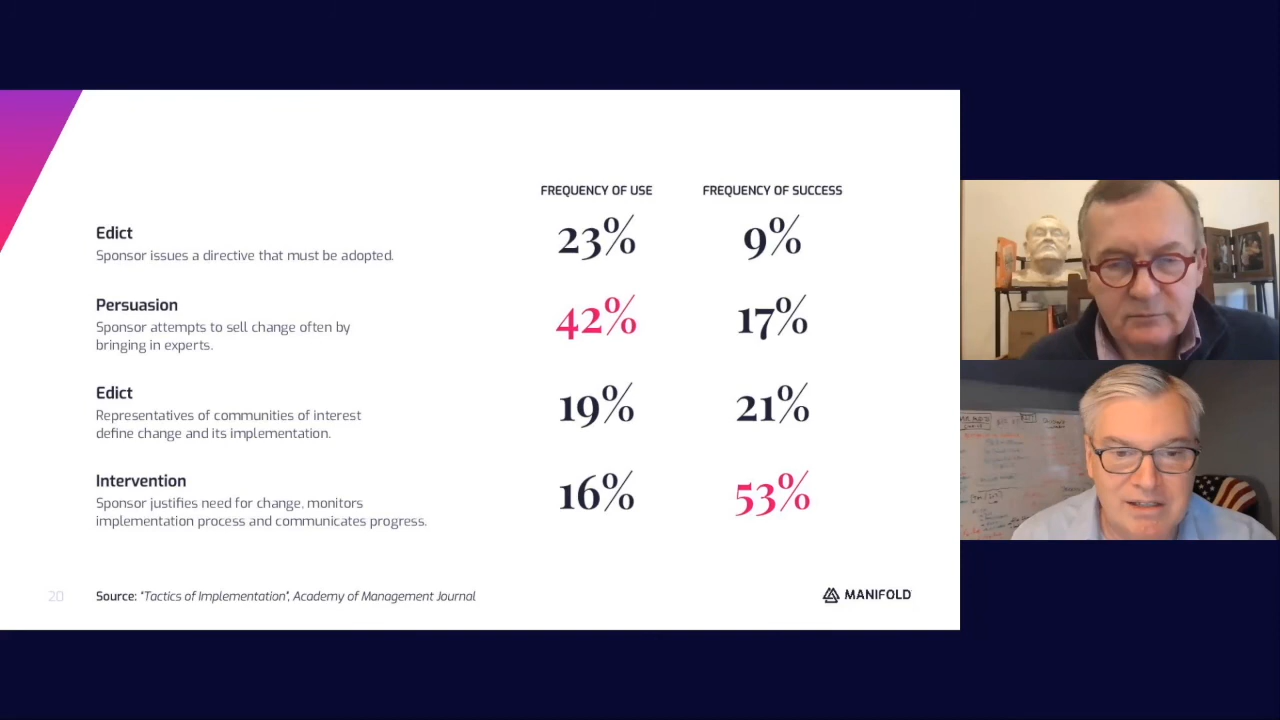 FREQUENCY OF USE FREQUENCY OF SUCCESS
Edict
Sponsor issues a directive that must be adopted.
23% 9%
Persuasion
Sponsor attempts to sell change often by
bringing in experts.
42% 17%
Edict
Representatives of communities of interest
define change and its implementation.
19% 21%
Intervention
Sponsor justifies need for change, monitors
implementation process and communicates progress.
16% 53%
20 Source: "Tactics of Implementation", Academy of Management Journal
MANIFOLD